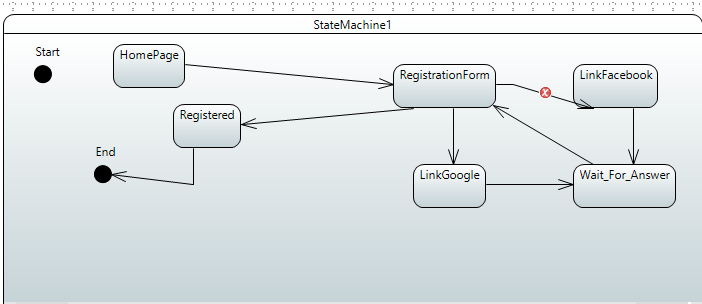 StateMachine1
Start
HomePage
RegistrationForm
LinkFacebook
Registered
End
LinkGoogle
Wait_For_Answer